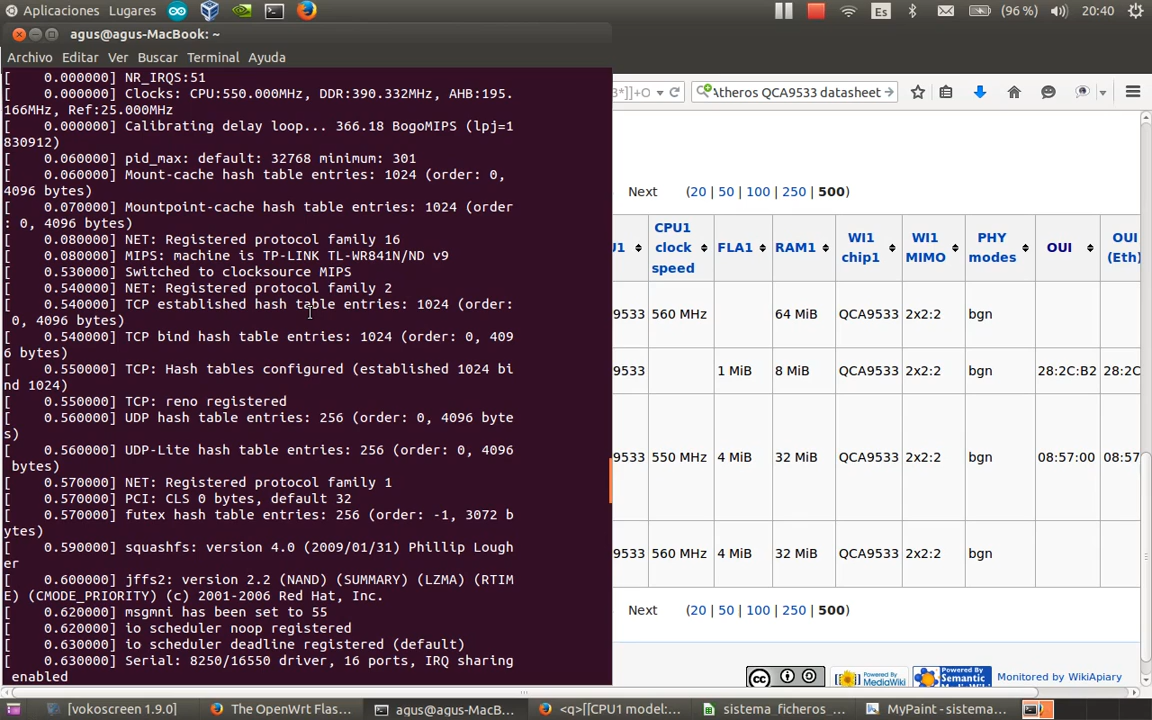 Aplicaciones Lugares Es (96 %) 20:40
agus@agus-MacBook: ~
Archivo Editar Ver Buscar Terminal Ayuda
[    0.000000] NR_IRQS:51
[    0.000000] Clocks: CPU:550.000MHz, DDR:390.332MHz, AHB:195.
166MHz, Ref:25.000MHz
[    0.000000] Calibrating delay loop... 366.18 BogoMIPS (lpj=1
830912)
[    0.060000] pid_max: default: 32768 minimum: 301
[    0.060000] Mount-cache hash table entries: 1024 (order: 0,
4096 bytes)
[    0.070000] Mountpoint-cache hash table entries: 1024 (order
: 0, 4096 bytes)
[    0.080000] NET: Registered protocol family 16
[    0.080000] MIPS: machine is TP-LINK TL-WR841N/ND v9
[    0.530000] Switched to clocksource MIPS
[    0.540000] NET: Registered protocol family 2
[    0.540000] TCP established hash table entries: 1024 (order:
 0, 4096 bytes)
[    0.540000] TCP bind hash table entries: 1024 (order: 0, 409
6 bytes)
[    0.550000] TCP: Hash tables configured (established 1024 bi
nd 1024)
[    0.550000] TCP: reno registered
[    0.560000] UDP hash table entries: 256 (order: 0, 4096 byte
s)
[    0.560000] UDP-Lite hash table entries: 256 (order: 0, 4096
 bytes)
[    0.570000] NET: Registered protocol family 1
[    0.570000] PCI: CLS 0 bytes, default 32
[    0.570000] futex hash table entries: 256 (order: -1, 3072 b
ytes)
[    0.590000] squashfs: version 4.0 (2009/01/31) Phillip Lough
er
[    0.600000] jffs2: version 2.2 (NAND) (SUMMARY) (LZMA) (RTIM
E) (CMODE_PRIORITY) (c) 2001-2006 Red Hat, Inc.
[    0.620000] msgmni has been set to 55
[    0.620000] io scheduler noop registered
[    0.630000] io scheduler deadline registered (default)
[    0.630000] Serial: 8250/16550 driver, 16 ports, IRQ sharing
 enabled
3*]]+O Atheros QCA9533 datasheet
Next (20 | 50 | 100 | 250 | 500)
J1 CPU1 clock speed FLA1 RAM1 WI1 chip1 WI1 MIMO PHY modes OUI OUI (Eth)
9533 560 MHz 64 MiB QCA9533 2x2:2 bgn
9533 1 MiB 8 MiB QCA9533 2x2:2 bgn 28:2C:B2 28:2C
9533 550 MHz 4 MiB 32 MiB QCA9533 2x2:2 bgn 08:57:00 08:57
9533 560 MHz 4 MiB 32 MiB QCA9533 2x2:2 bgn
Next (20 | 50 | 100 | 250 | 500)
cc Powered By MediaWiki Powered by Semantic MediaWiki Monitored by WikiApiary
[vokoscreen 1.9.0] The OpenWrt Flas... agus@agus-MacB... <q>[[CPU1 model:... sistema_ficheros_... MyPaint - sistema...